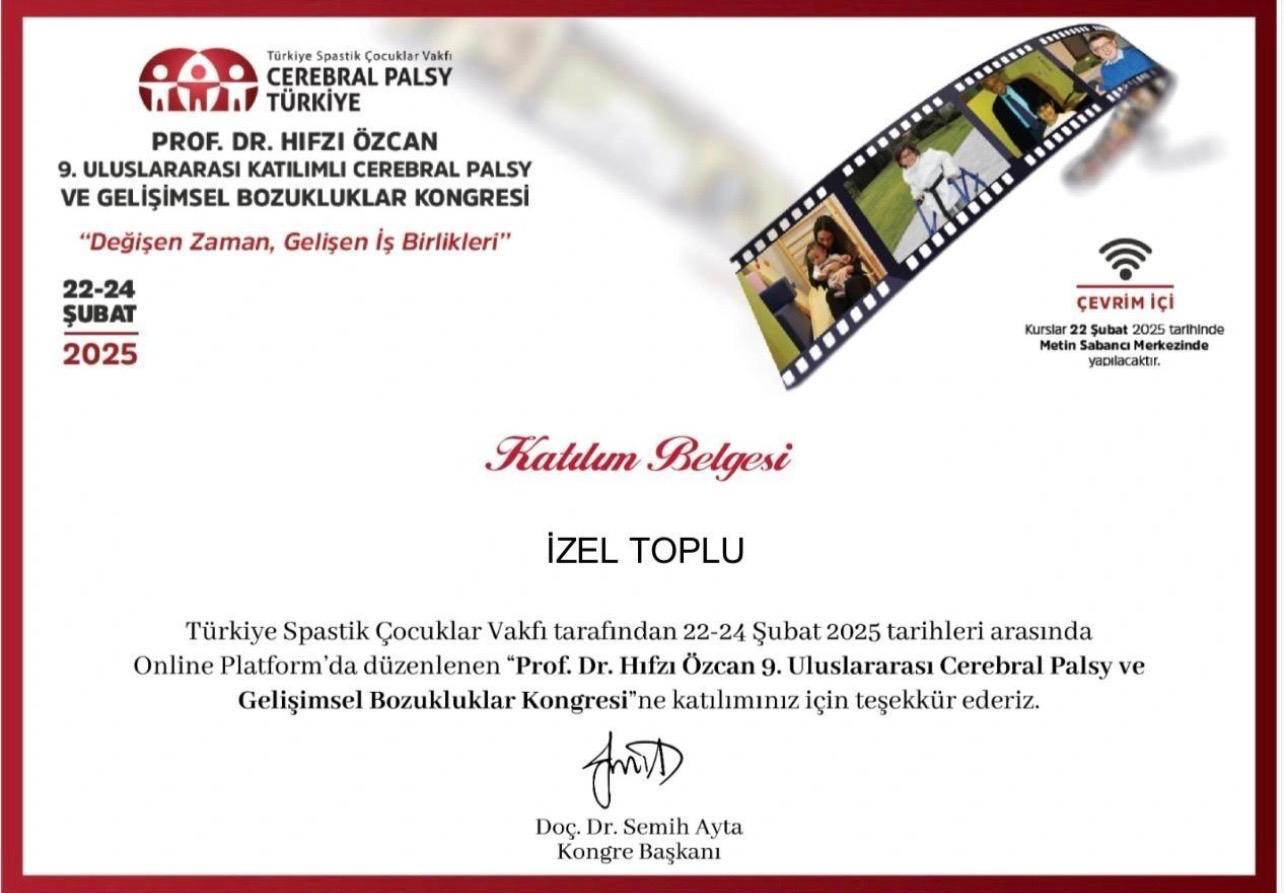 Türkiye Spastik Çocuklar Vakfı
CEREBRAL PALSY
TÜRKİYE
PROF. DR. HIFZI ÖZCAN
9. ULUSLARARASI KATILIMLI CEREBRAL PALSY
VE GELİŞİMSEL BOZUKLUKLAR KONGRESİ
“Değişen Zaman, Gelişen İş Birlikleri”
22-24
ŞUBAT
2025
ÇEVRİM İÇİ
Kurslar 22 Şubat 2025 tarihinde
Metin Sabancı Merkezinde
yapılacaktır.
Katılım Belgesi
İZEL TOPLU
Türkiye Spastik Çocuklar Vakfı tarafından 22-24 Şubat 2025 tarihleri arasında
Online Platform’da düzenlenen “Prof. Dr. Hıfzı Özcan 9. Uluslararası Cerebral Palsy ve
Gelişimsel Bozukluklar Kongresi”ne katılımınız için teşekkür ederiz.
Doç. Dr. Semih Ayta
Kongre Başkanı